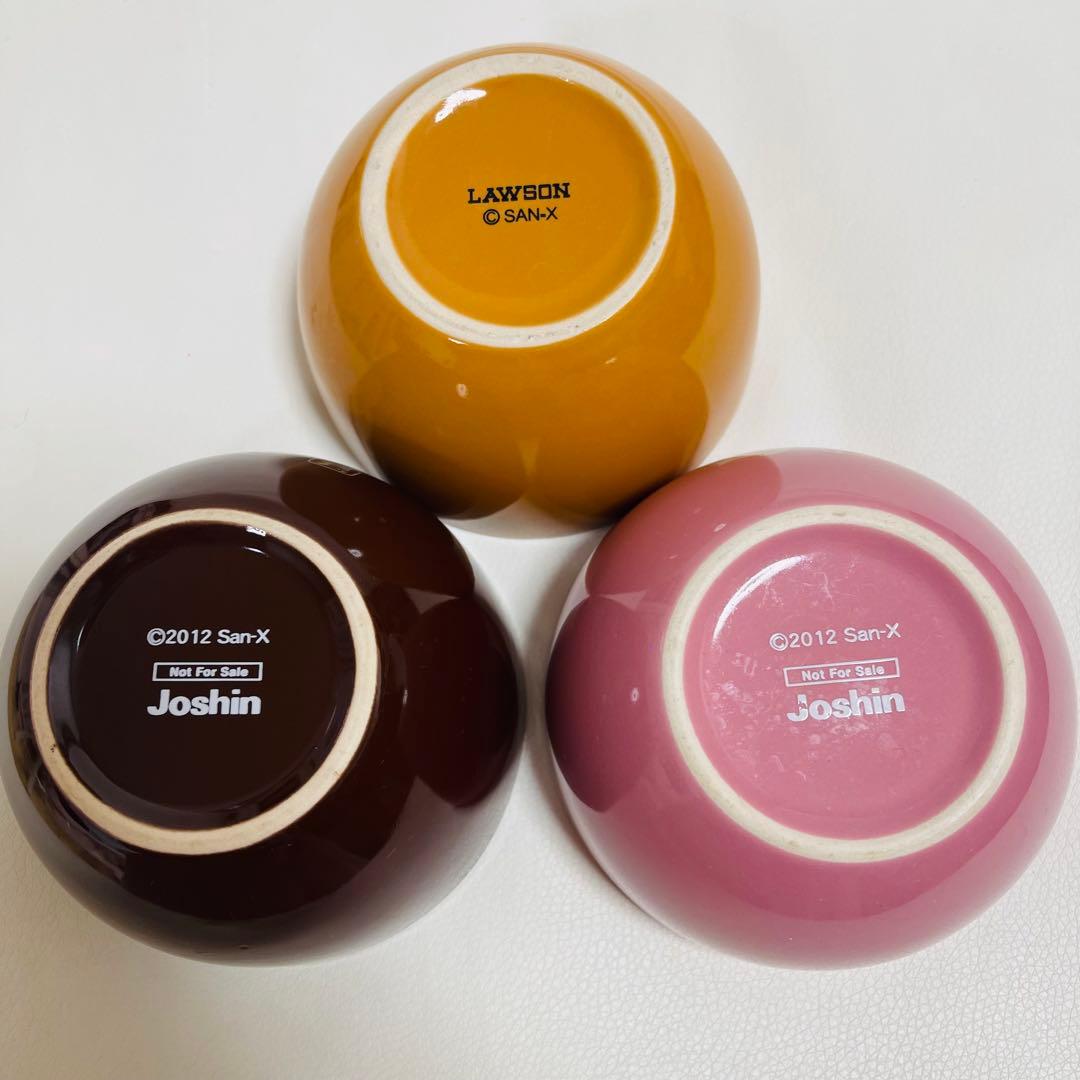 LAWSON
© SAN-X
©2012 San-X
Not For Sale
Joshin
©2012 San-X
Not For Sale
Joshin